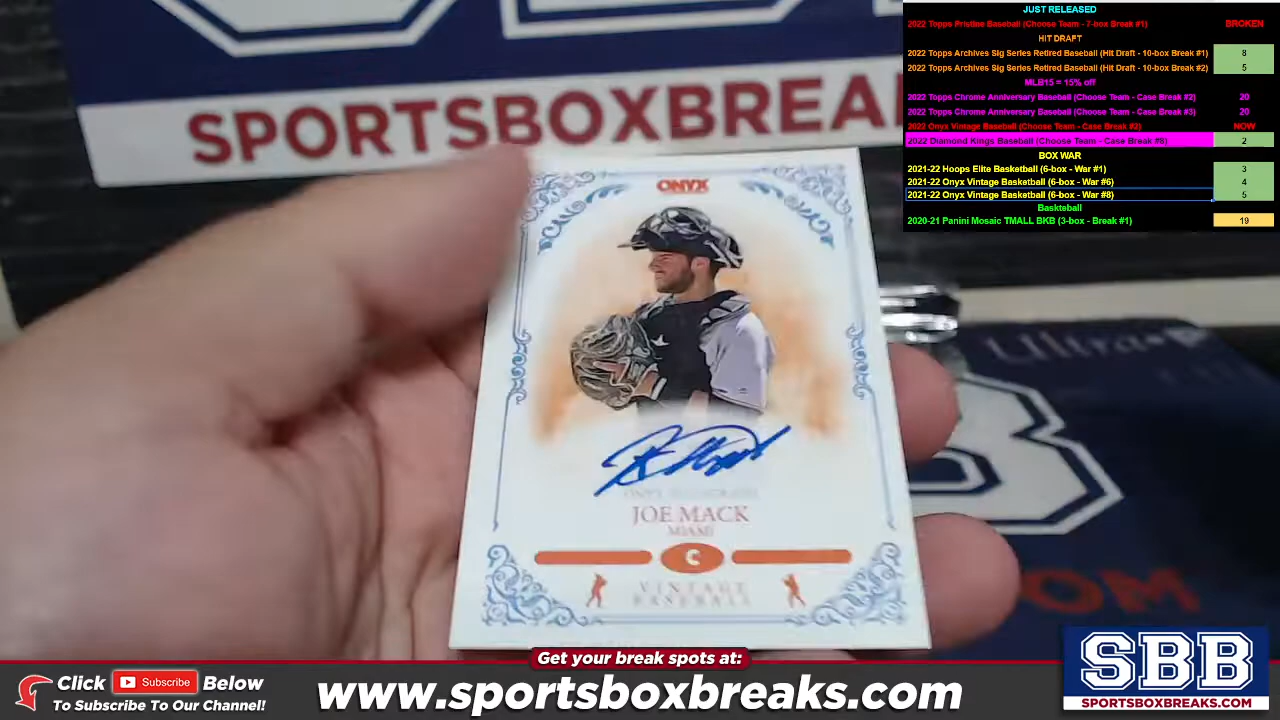 JUST RELEASED
2022 Topps Pristine Baseball (Choose Team - 7-box Break #1) BROKEN
HIT DRAFT
2022 Topps Archives Sig Series Retired Baseball (Hit Draft - 10-box Break #1) 8
2022 Topps Archives Sig Series Retired Baseball (Hit Draft - 10-box Break #2) 5
MLB15 = 15% off
2022 Topps Chrome Anniversary Baseball (Choose Team - Case Break #2) 20
2022 Topps Chrome Anniversary Baseball (Choose Team - Case Break #3) 20
2022 Onyx Vintage Baseball (Choose Team - Case Break #2) NOW
2022 Diamond Kings Baseball (Choose Team - Case Break #8) 2
BOX WAR
2021-22 Hoops Elite Basketball (6-box - War #1) 3
2021-22 Onyx Vintage Basketball (6-box - War #6) 4
2021-22 Onyx Vintage Basketball (6-box - War #8) 5
Baskteball
2020-21 Panini Mosaic TMALL BKB (3-box - Break #1) 19
SPORTSBOXBREA
ONYX
JOE MACK
MIAMI
C
VINTAGE
BASEBALL
Ultra
B
OM
Get your break spots at:
Click Subscribe Below
To Subscribe To Our Channel!
www.sportsboxbreaks.com
SBB
SPORTSBOXBREAKS.COM